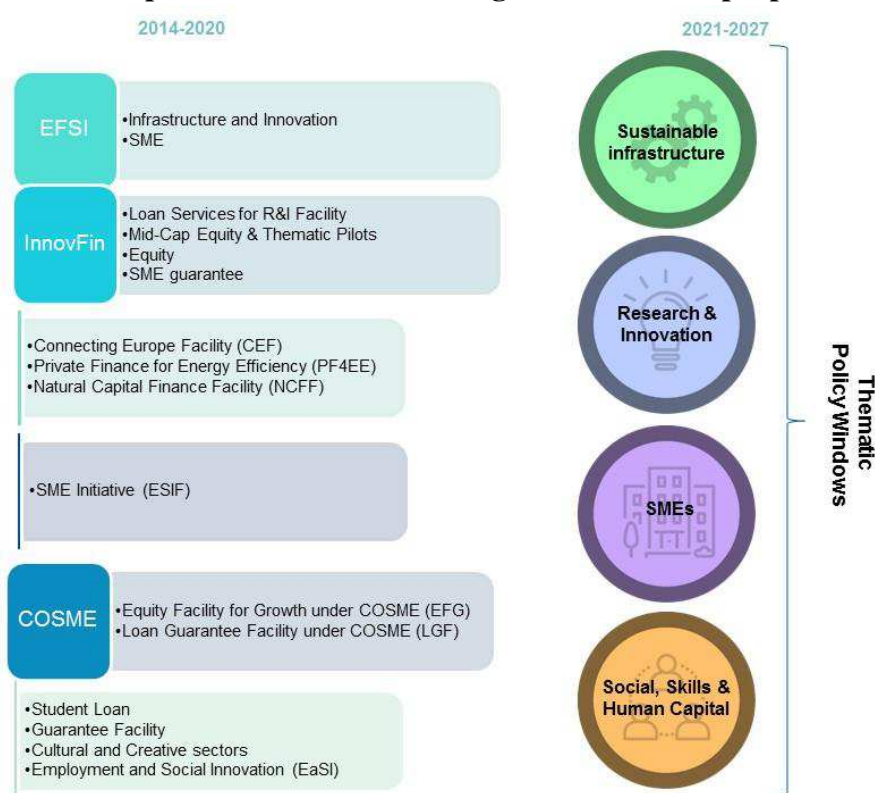 2014-2020
2021-2027
EFSI
•Infrastructure and Innovation
•SME
InnovFin
•Loan Services for R&I Facility
•Mid-Cap Equity & Thematic Pilots
•Equity
•SME guarantee
•Connecting Europe Facility (CEF)
•Private Finance for Energy Efficiency (PF4EE)
•Natural Capital Finance Facility (NCFF)
•SME Initiative (ESIF)
COSME
•Equity Facility for Growth under COSME (EFG)
•Loan Guarantee Facility under COSME (LGF)
•Student Loan
•Guarantee Facility
•Cultural and Creative sectors
•Employment and Social Innovation (EaSI)
Sustainable
infrastructure
Research &
Innovation
SMEs
Social, Skills &
Human Capital
Thematic
Policy Windows